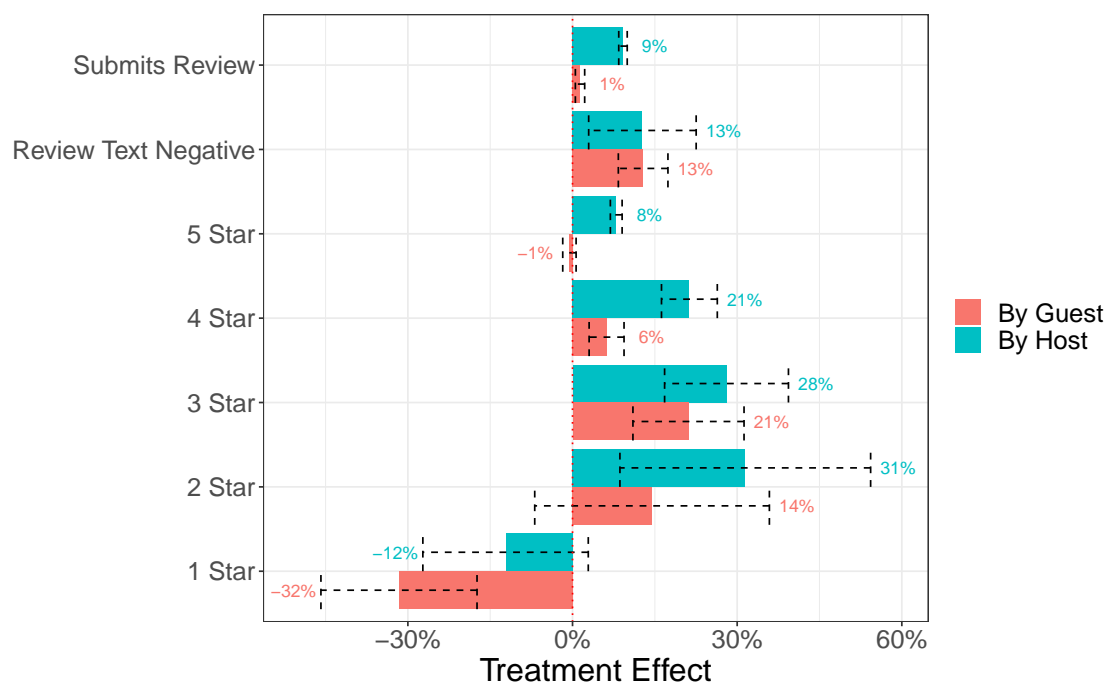 Submits Review
9%
1%
Review Text Negative
13%
13%
5 Star
8%
−1%
4 Star
21%
6%
3 Star
28%
21%
2 Star
31%
14%
1 Star
−12%
−32%
By Guest
By Host
−30%
0%
30%
60%
Treatment Effect